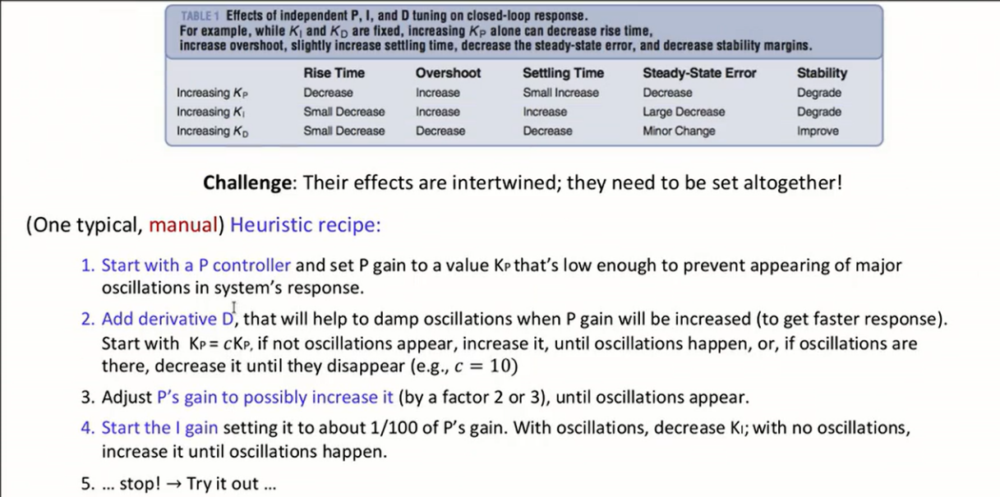 TABLE 1 Effects of independent P, I, and D tuning on closed-loop response.
For example, while KI and KD are fixed, increasing KP alone can decrease rise time,
increase overshoot, slightly increase settling time, decrease the steady-state error, and decrease stability margins.
Rise Time Overshoot Settling Time Steady-State Error Stability
Increasing KP Decrease Increase Small Increase Decrease Degrade
Increasing KI Small Decrease Increase Increase Large Decrease Degrade
Increasing KD Small Decrease Decrease Decrease Minor Change Improve
Challenge: Their effects are intertwined; they need to be set altogether!
(One typical, manual) Heuristic recipe:
1. Start with a P controller and set P gain to a value KP that's low enough to prevent appearing of major
oscillations in system's response.
2. Add derivative D, that will help to damp oscillations when P gain will be increased (to get faster response).
Start with KP = cKP, if not oscillations appear, increase it, until oscillations happen, or, if oscillations are
there, decrease it until they disappear (e.g., c = 10)
3. Adjust P's gain to possibly increase it (by a factor 2 or 3), until oscillations appear.
4. Start the I gain setting it to about 1/100 of P's gain. With oscillations, decrease KI; with no oscillations,
increase it until oscillations happen.
5. ... stop! → Try it out ...